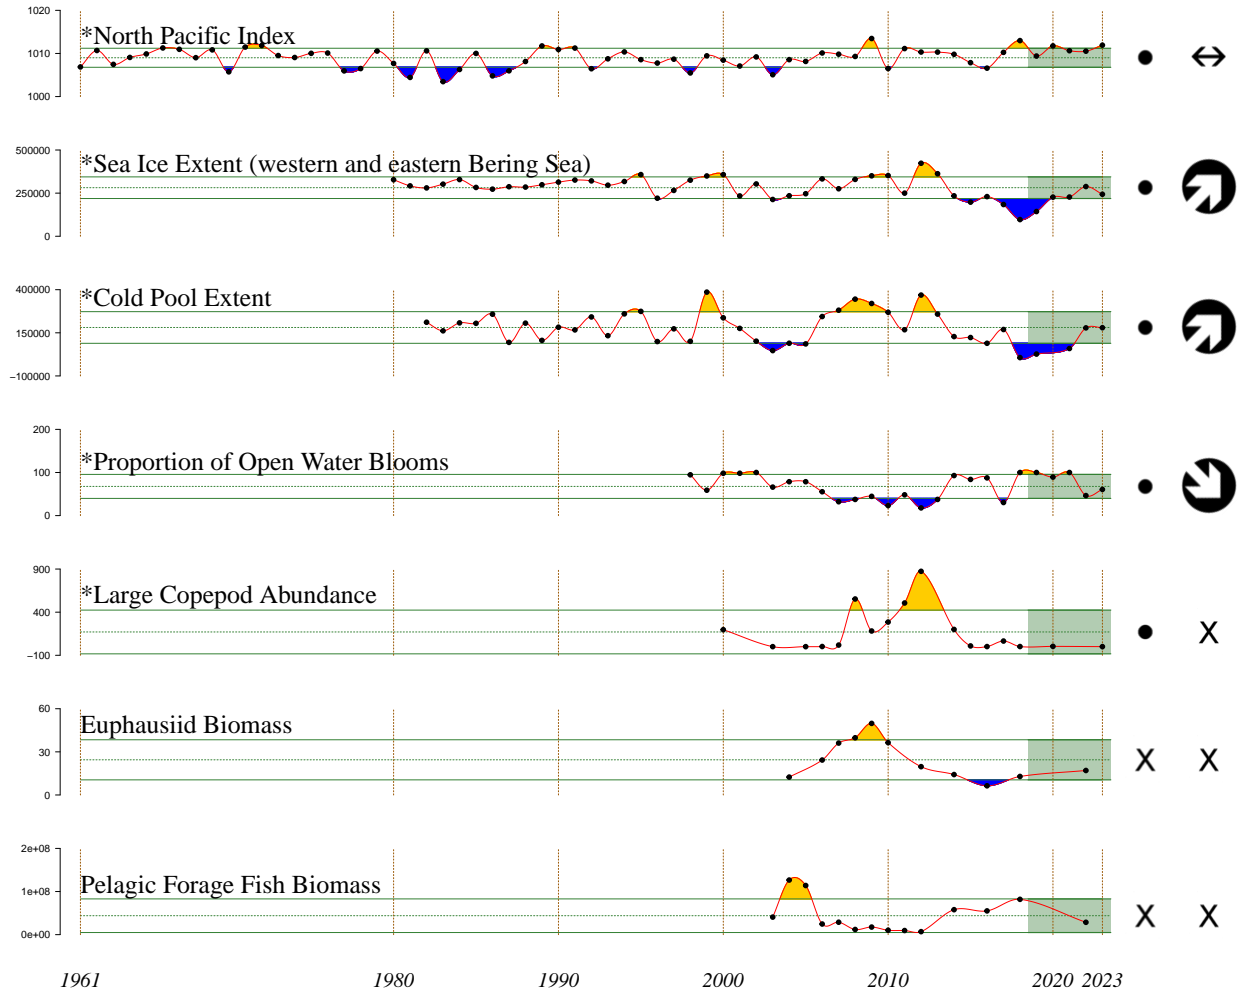 1020
*North Pacific Index
1010
1000
500000
*Sea Ice Extent (western and eastern Bering Sea)
250000
0
400000
*Cold Pool Extent
150000
−100000
200
*Proportion of Open Water Blooms
100
0
900
*Large Copepod Abundance
400
−100
X
60
Euphausiid Biomass
30
0
X X
2e+08
Pelagic Forage Fish Biomass
1e+08
0e+00
X X
1961 1980 1990 2000 2010 2020 2023